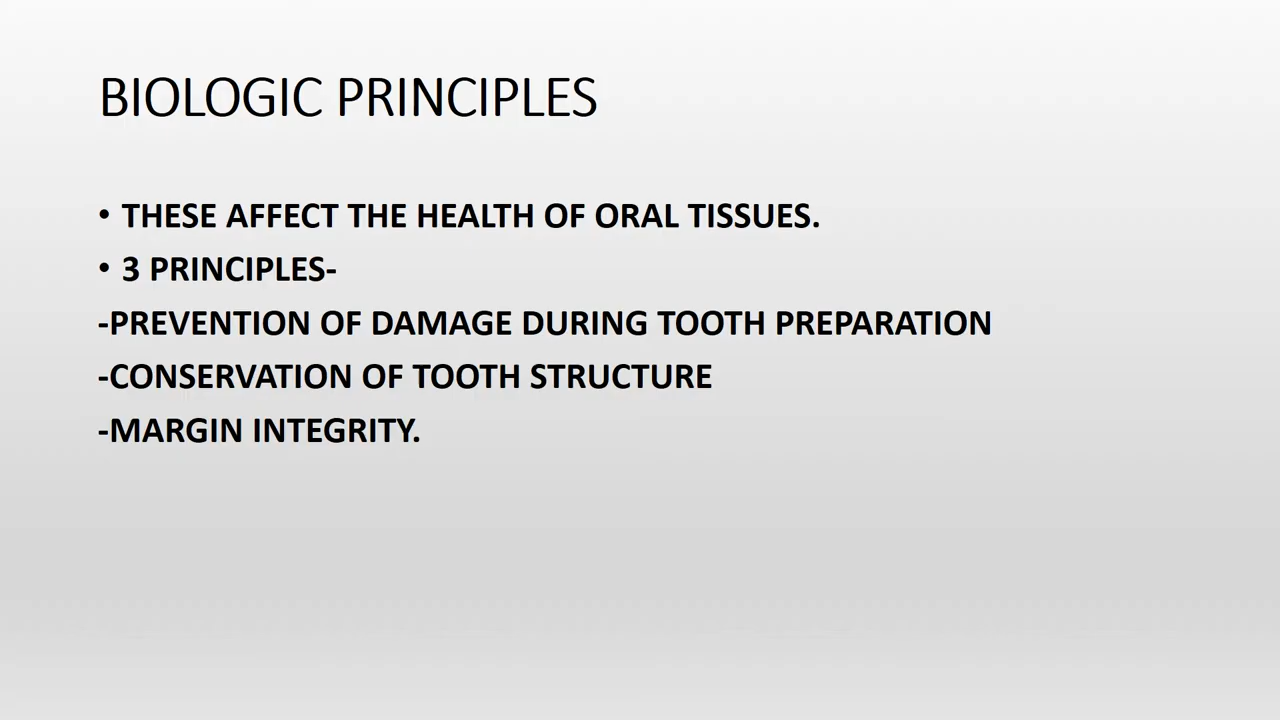 BIOLOGIC PRINCIPLES
• THESE AFFECT THE HEALTH OF ORAL TISSUES.
• 3 PRINCIPLES-
-PREVENTION OF DAMAGE DURING TOOTH PREPARATION
-CONSERVATION OF TOOTH STRUCTURE
-MARGIN INTEGRITY.